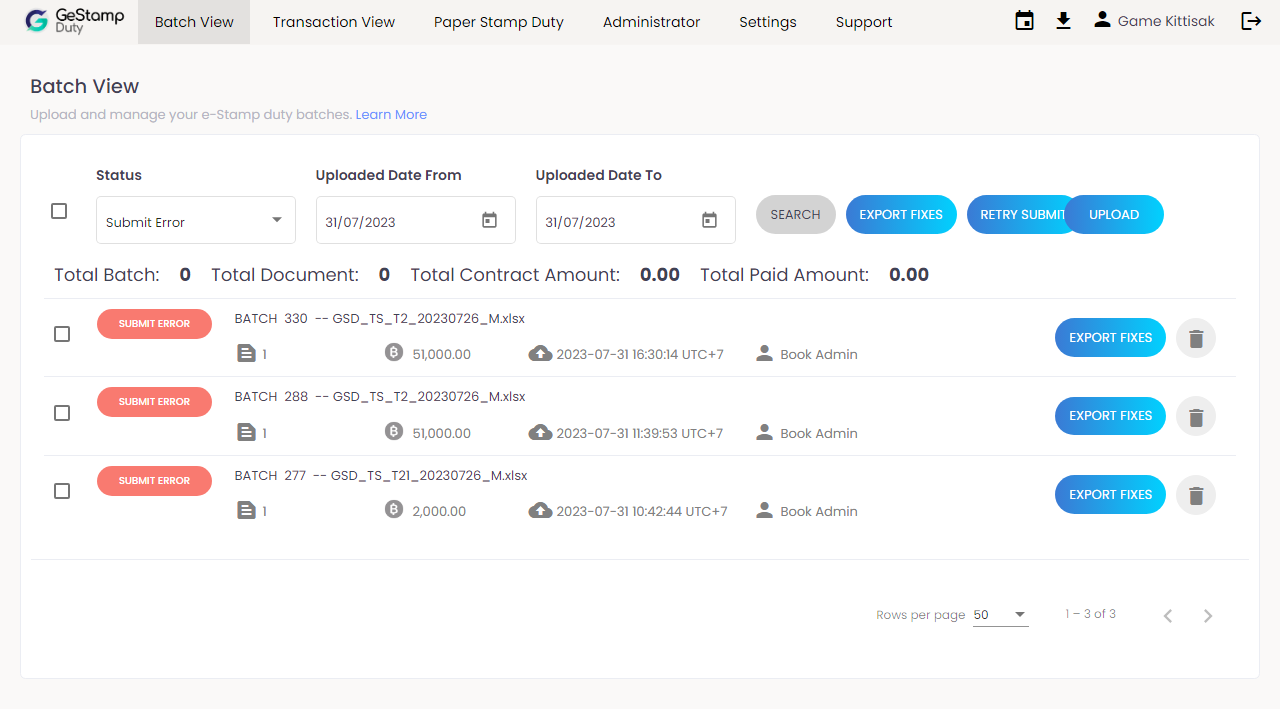 GeStamp Duty Batch View Transaction View Paper Stamp Duty Administrator Settings Support Game Kittisak
Batch View
Upload and manage your e-Stamp duty batches. Learn More
Status Uploaded Date From Uploaded Date To
Submit Error 31/07/2023 31/07/2023 SEARCH EXPORT FIXES RETRY SUBMIT UPLOAD
Total Batch: 0 Total Document: 0 Total Contract Amount: 0.00 Total Paid Amount: 0.00
SUBMIT ERROR BATCH 330 -- GSD_TS_T2_20230726_M.xlsx
1 51,000.00 2023-07-31 16:30:14 UTC+7 Book Admin EXPORT FIXES
SUBMIT ERROR BATCH 288 -- GSD_TS_T2_20230726_M.xlsx
1 51,000.00 2023-07-31 11:39:53 UTC+7 Book Admin EXPORT FIXES
SUBMIT ERROR BATCH 277 -- GSD_TS_T21_20230726_M.xlsx
1 2,000.00 2023-07-31 10:42:44 UTC+7 Book Admin EXPORT FIXES
Rows per page 50 1 – 3 of 3